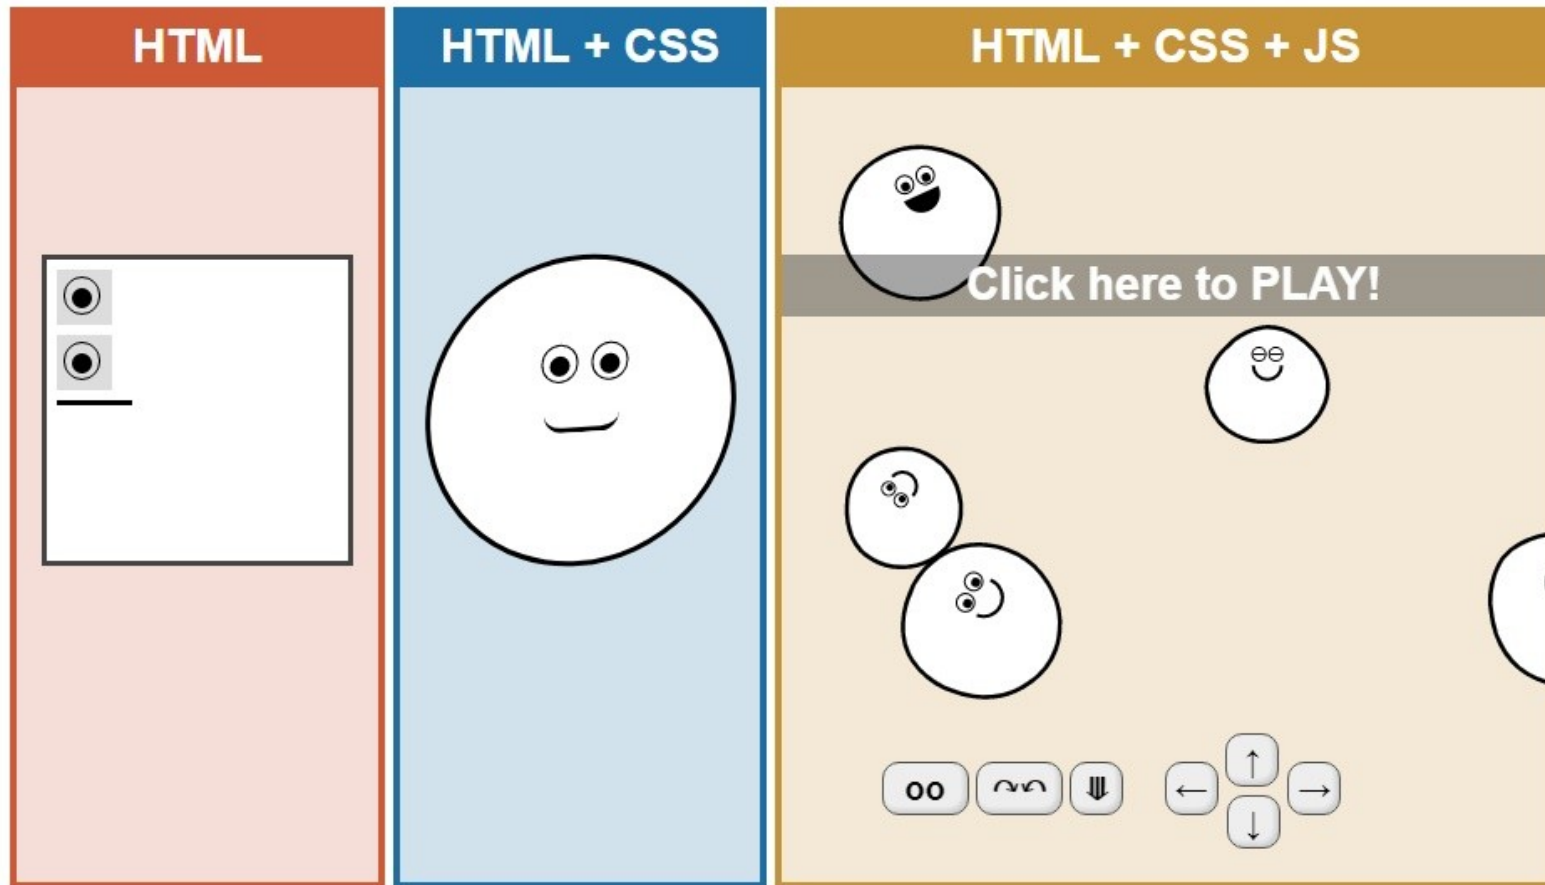 HTML
HTML + CSS
HTML + CSS + JS
Click here to PLAY!
oo
↑
← →
↓